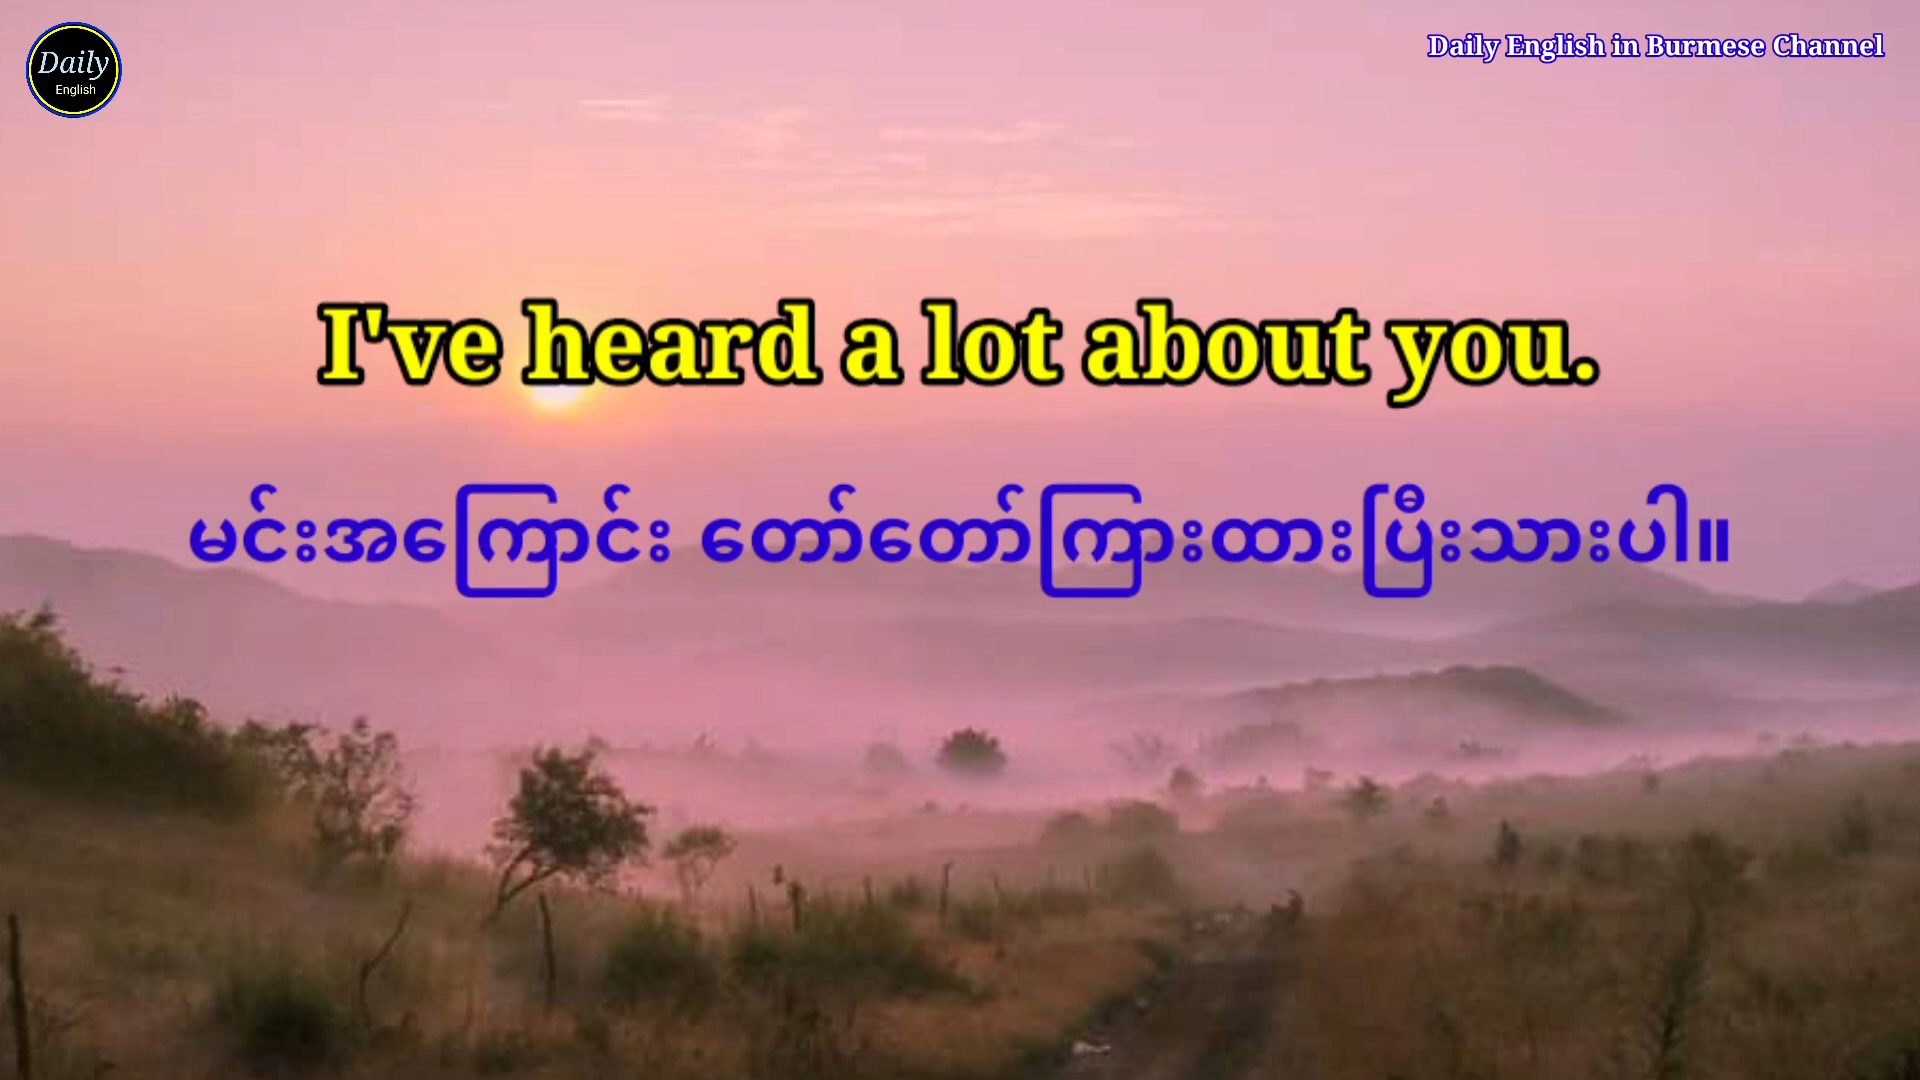 Daily
English
Daily English in Burmese Channel
I've heard a lot about you.
မင်းအကြောင်း တော်တော်ကြားထားပြီးသားပါ။